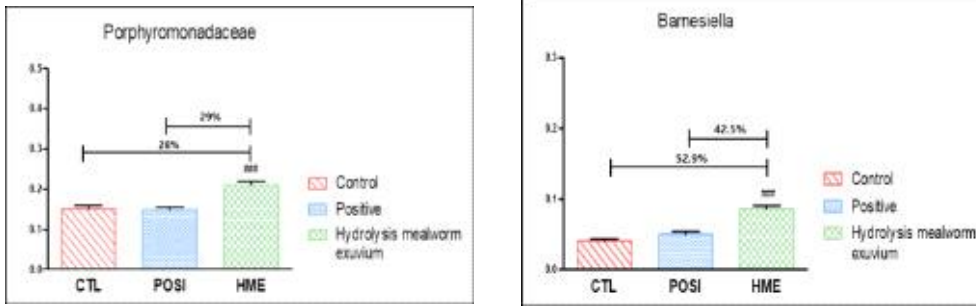 Porphyromonadaceae
0.5
0.4
0.3
0.2
0.1
0.0
29%
28%
###
Control
Positive
Hydrolysis mealworm
exuvium
CTL POSI HME
Barnesiella
0.3
0.2
0.1
0.0
42.5%
52.9%
###
Control
Positive
Hydrolysis mealworm
exuvium
CTL POSI HME